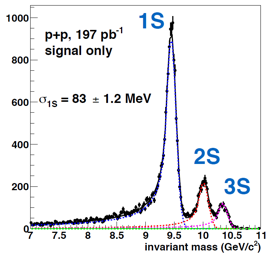 1S
p+p, 197 pb⁻¹
signal only
σ1S = 83 ± 1.2 MeV
2S
3S
1000
800
600
400
200
0
7 7.5 8 8.5 9 9.5 10 10.5 11
invariant mass (GeV/c²)